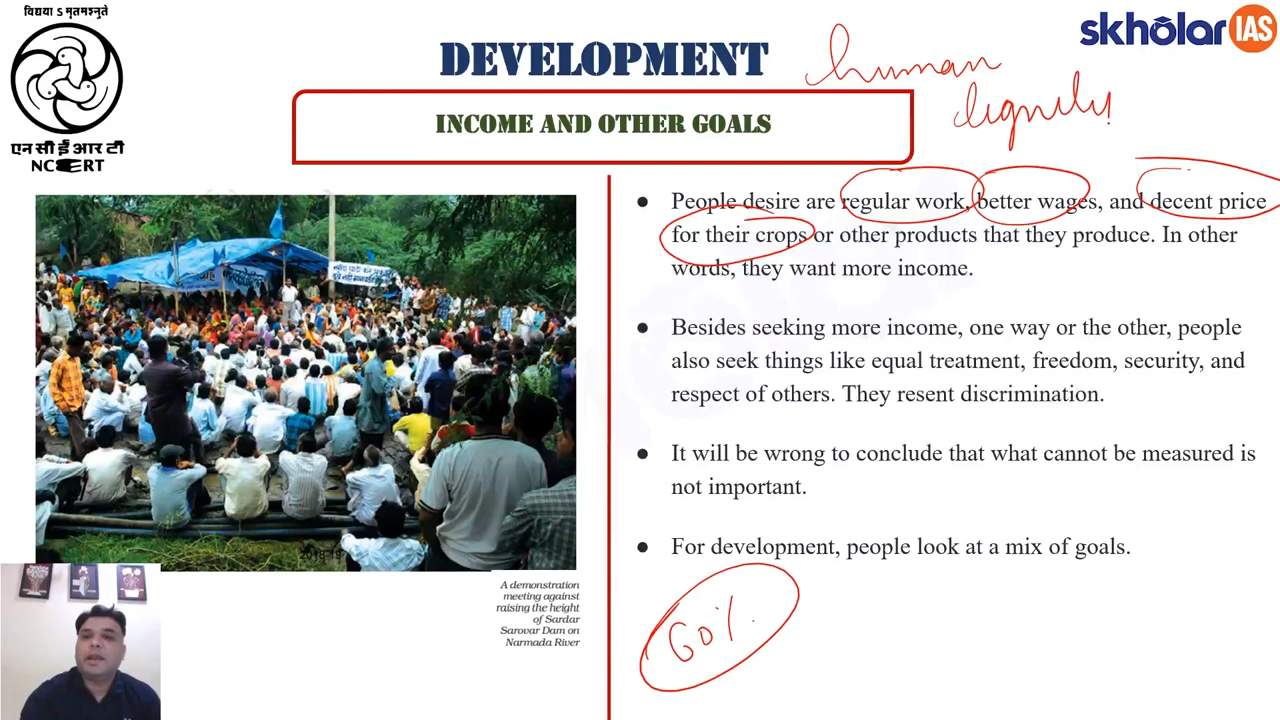 विद्यया ऽ मृतमश्नुते
एन सी ई आर टी
NCERT
DEVELOPMENT
INCOME AND OTHER GOALS
skholar IAS
human
dignity!
● People desire are regular work, better wages, and decent price
for their crops or other products that they produce. In other
words, they want more income.
● Besides seeking more income, one way or the other, people
also seek things like equal treatment, freedom, security, and
respect of others. They resent discrimination.
● It will be wrong to conclude that what cannot be measured is
not important.
● For development, people look at a mix of goals.
60%.
2018-19
A demonstration
meeting against
raising the height
of Sardar
Sarovar Dam on
Narmada River